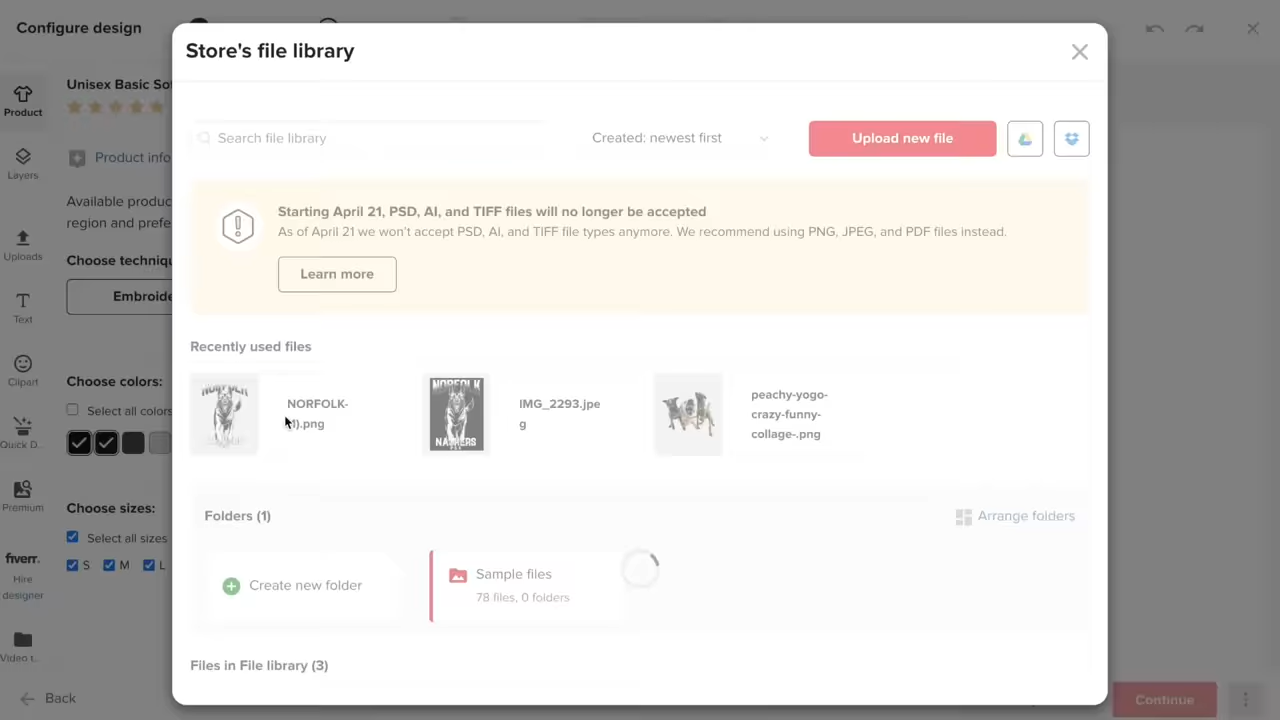 Configure design
Store's file library
Product
Unisex Basic So
Product info
Layers
Available produc
region and prefe
Uploads
Choose techniq
Embroide
Text
Clipart
Choose colors:
Select all colors
Quick D..
Premium
Choose sizes:
Select all sizes
S M L
fiverr.
Hire
designer
Video t...
Back
Search file library
Created: newest first
Upload new file
Starting April 21, PSD, AI, and TIFF files will no longer be accepted
As of April 21 we won't accept PSD, AI, and TIFF file types anymore. We recommend using PNG, JPEG, and PDF files instead.
Learn more
Recently used files
NORFOLK
NORFOLK-
1).png
NORFOLK
NASHERS
IMG_2293.jpe
g
peachy-yogo-
crazy-funny-
collage-.png
Folders (1)
Arrange folders
Create new folder
Sample files
78 files, 0 folders
Files in File library (3)
Continue